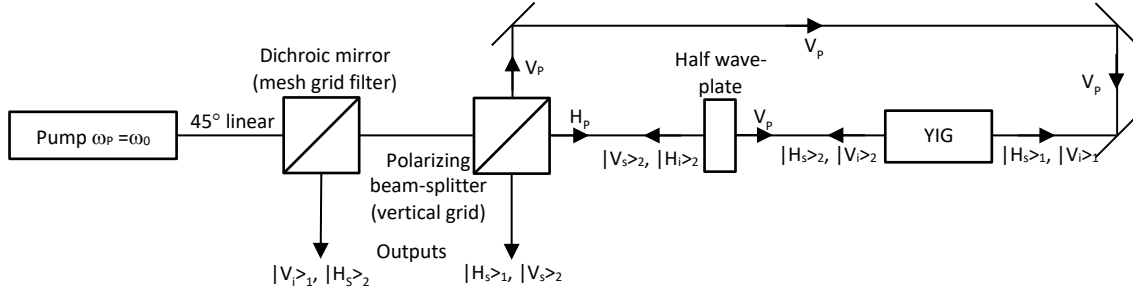 Dichroic mirror
(mesh grid filter)
Pump ωP =ω0
45° linear
VP
Half wave-
plate
VP
VP
HP
VP
|Vs>2, |Hi>2
|Hs>2, |Vi>2
YIG
|Hs>1, |Vi>1
Polarizing
beam-splitter
(vertical grid)
Outputs
|Vi>1, |HS>2
|Hs>1, |Vs>2